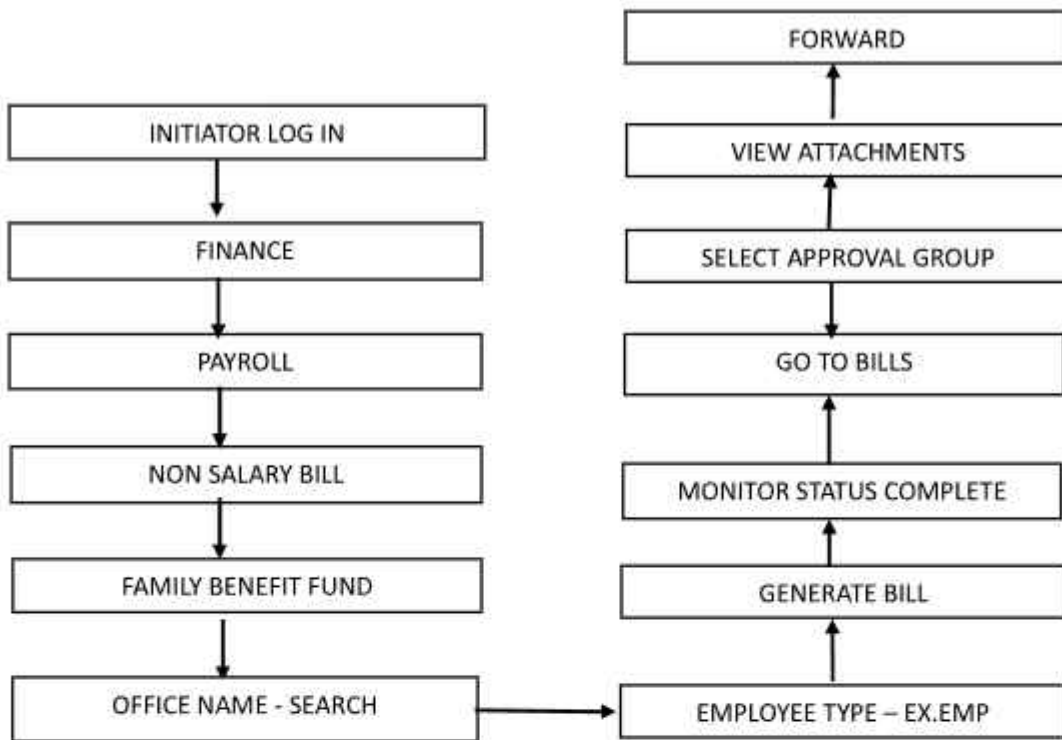 INITIATOR LOG IN
FINANCE
PAYROLL
NON SALARY BILL
FAMILY BENEFIT FUND
OFFICE NAME - SEARCH
EMPLOYEE TYPE – EX.EMP
GENERATE BILL
MONITOR STATUS COMPLETE
GO TO BILLS
SELECT APPROVAL GROUP
VIEW ATTACHMENTS
FORWARD